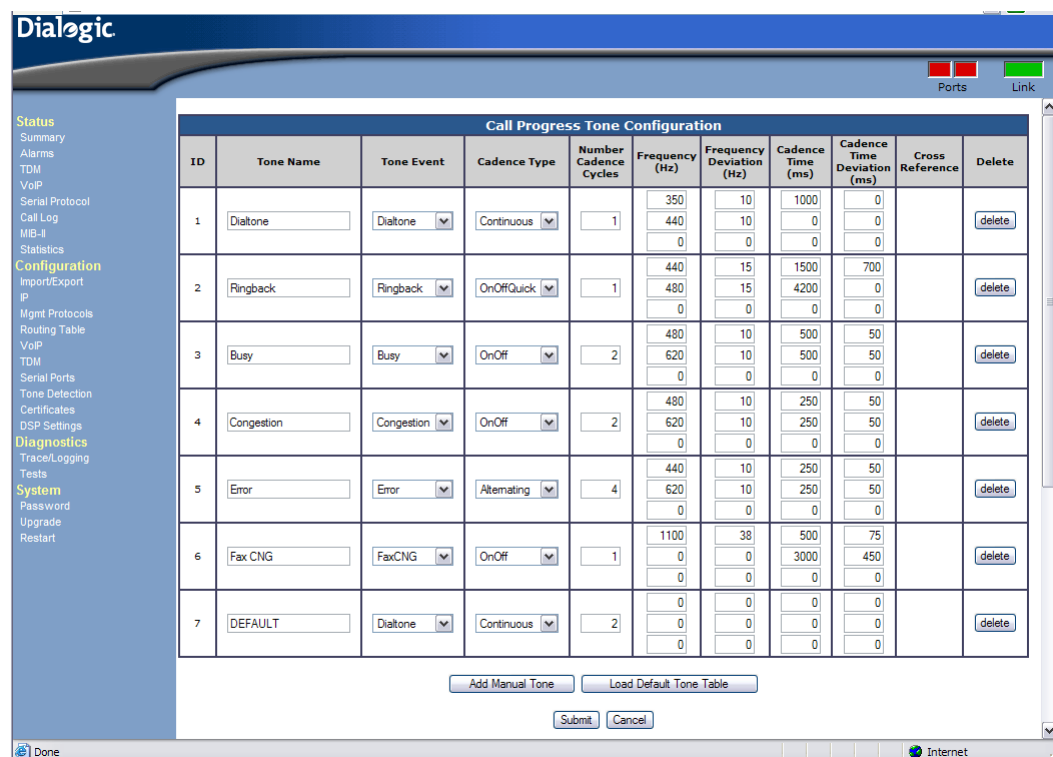 Dialogic
Ports Link
Status
Summary
Alarms
TDM
VoIP
Serial Protocol
Call Log
MIB-II
Statistics
Configuration
Import/Export
IP
Mgmt Protocols
Routing Table
VoIP
TDM
Serial Ports
Tone Detection
Certificates
DSP Settings
Diagnostics
Trace/Logging
Tests
System
Password
Upgrade
Restart
Call Progress Tone Configuration
ID Tone Name Tone Event Cadence Type Number Cadence Cycles Frequency (Hz) Frequency Deviation (Hz) Cadence Time (ms) Cadence Time Deviation (ms) Cross Reference Delete
350 10 1000 0
1 Dialtone Dialtone Continuous 1 440 10 0 0 delete
0 0 0 0
440 15 1500 700
2 Ringback Ringback OnOffQuick 1 480 15 4200 0 delete
0 0 0 0
480 10 500 50
3 Busy Busy OnOff 2 620 10 500 50 delete
0 0 0 0
480 10 250 50
4 Congestion Congestion OnOff 2 620 10 250 50 delete
0 0 0 0
440 10 250 50
5 Error Error Alternating 4 620 10 250 50 delete
0 0 0 0
1100 38 500 75
6 Fax CNG FaxCNG OnOff 1 0 0 3000 450 delete
0 0 0 0
0 0 0 0
7 DEFAULT Dialtone Continuous 2 0 0 0 0 delete
0 0 0 0
Add Manual Tone Load Default Tone Table
Submit Cancel
Done Internet